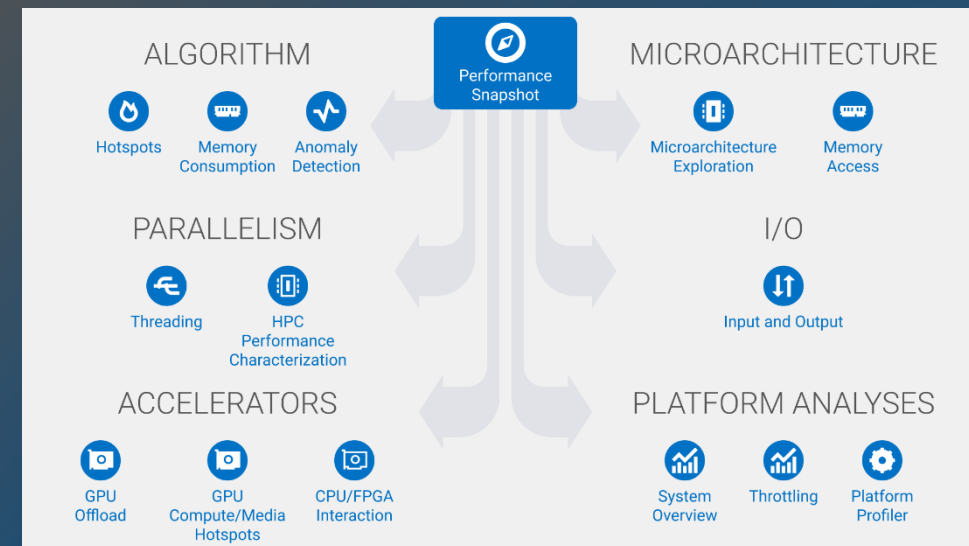 Performance
Snapshot
ALGORITHM
Hotspots
Memory
Consumption
Anomaly
Detection
MICROARCHITECTURE
Microarchitecture
Exploration
Memory
Access
PARALLELISM
Threading
HPC
Performance
Characterization
I/O
Input and Output
ACCELERATORS
GPU
Offload
GPU
Compute/Media
Hotspots
CPU/FPGA
Interaction
PLATFORM ANALYSES
System
Overview
Throttling
Platform
Profiler